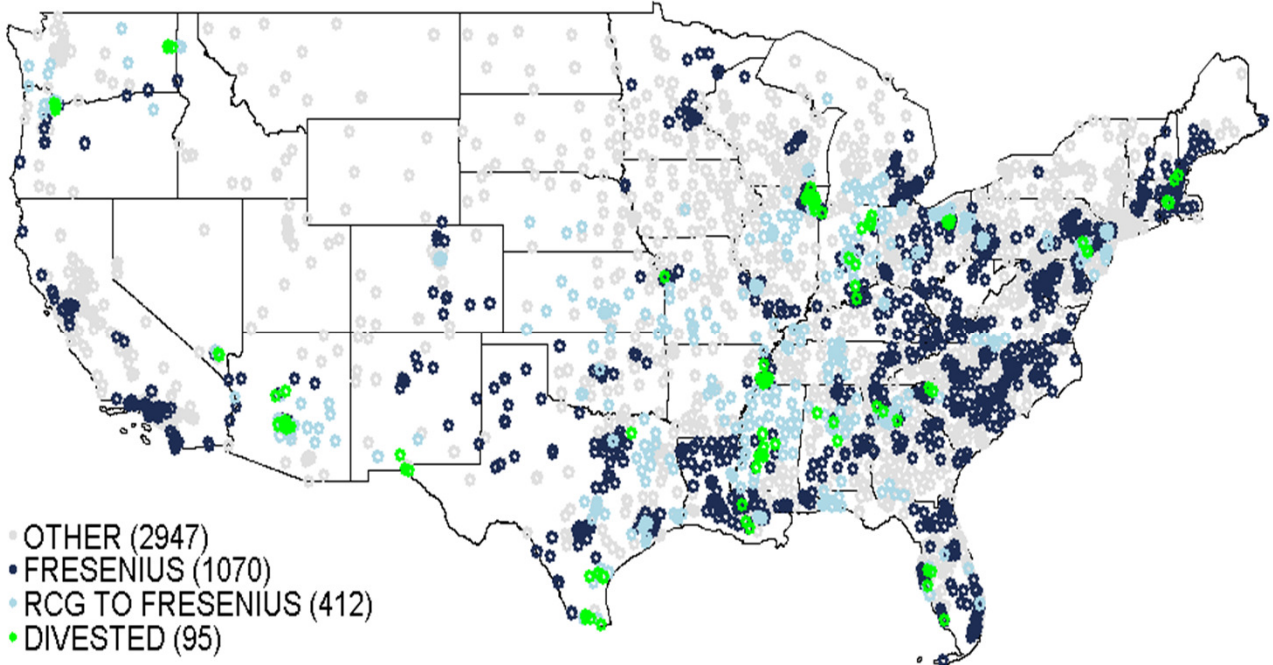 OTHER (2947)
FRESENIUS (1070)
RCG TO FRESENIUS (412)
DIVESTED (95)